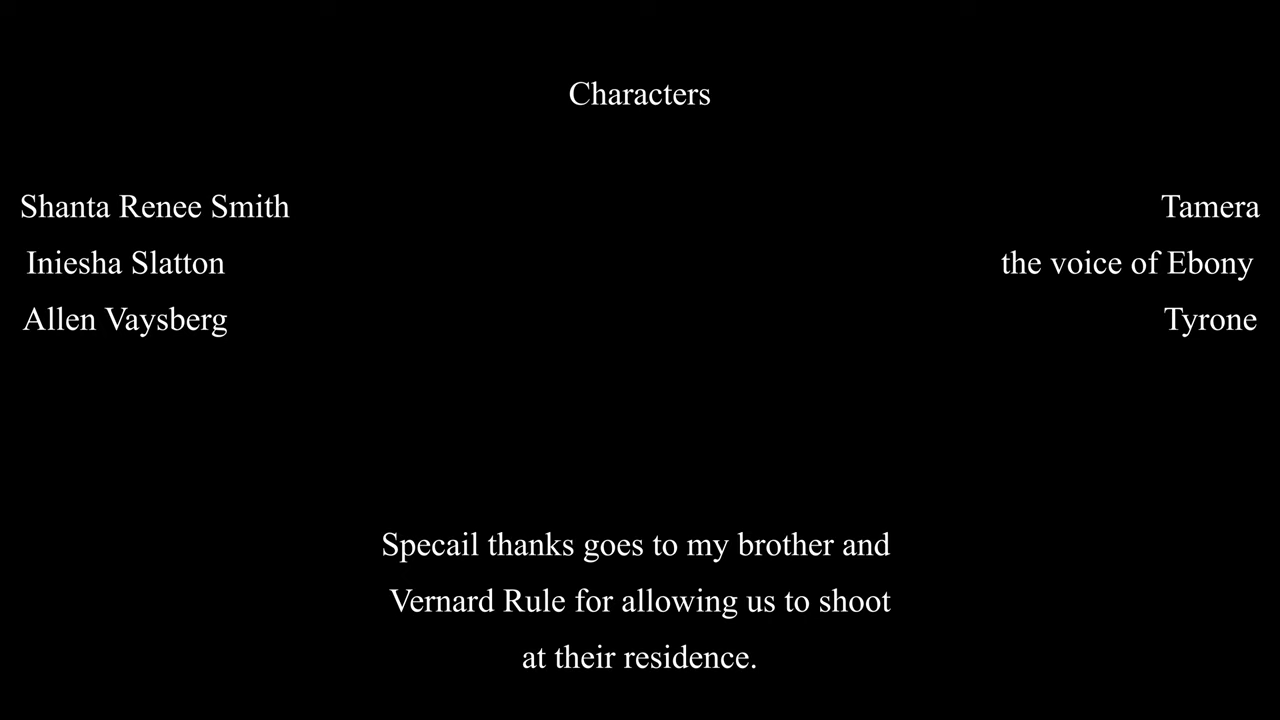 Characters
Shanta Renee Smith Tamera
Iniesha Slatton the voice of Ebony
Allen Vaysberg Tyrone
Specail thanks goes to my brother and
Vernard Rule for allowing us to shoot
at their residence.